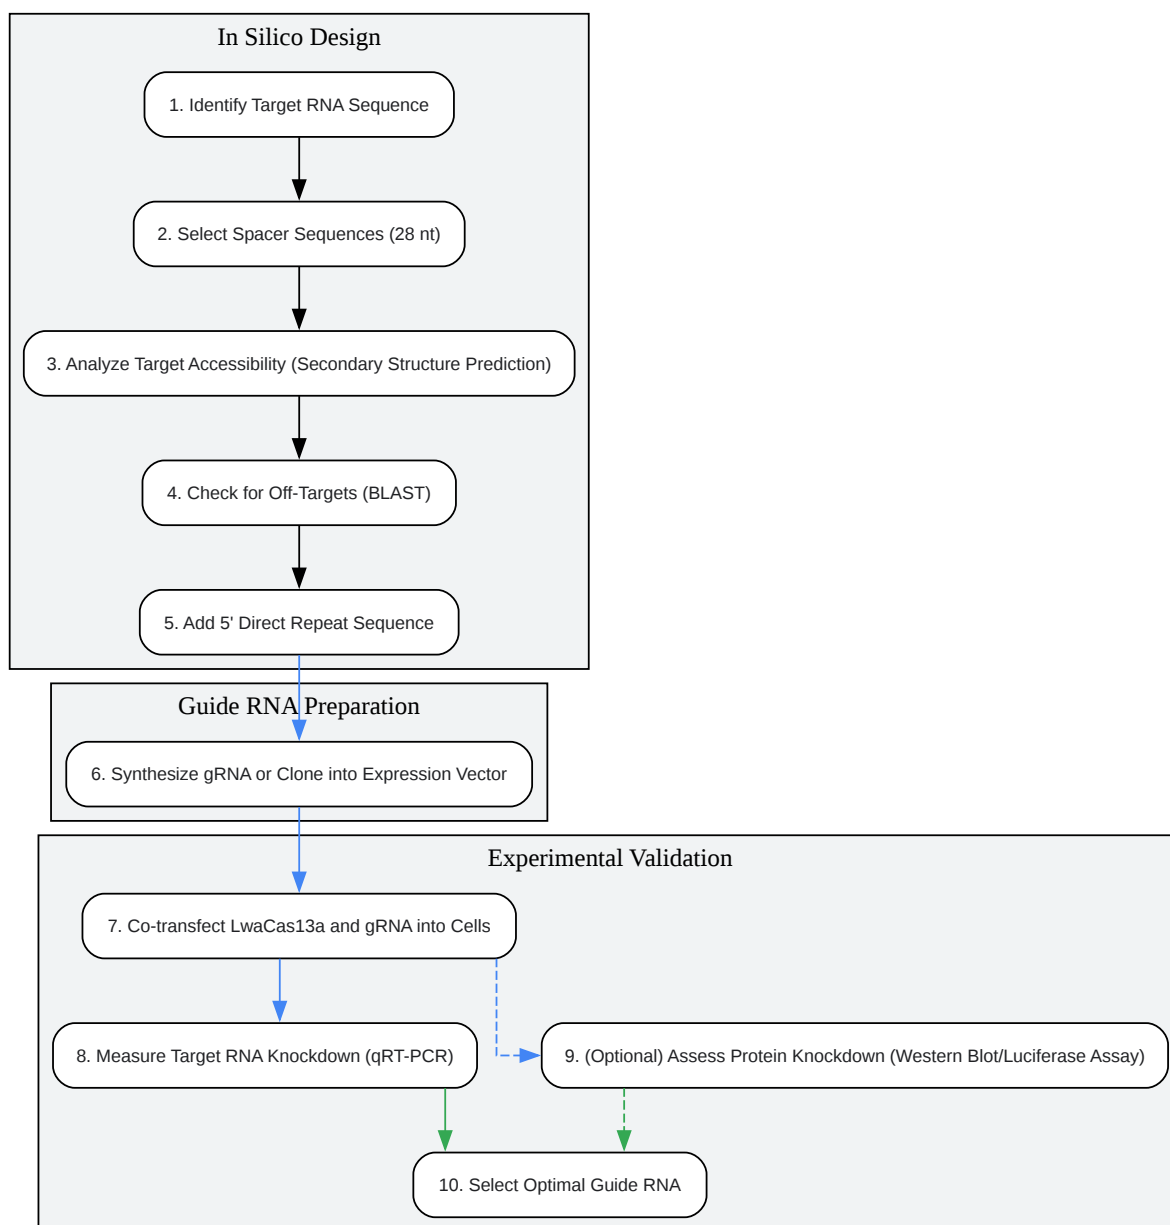 In Silico Design
1. Identify Target RNA Sequence
2. Select Spacer Sequences (28 nt)
3. Analyze Target Accessibility (Secondary Structure Prediction)
4. Check for Off-Targets (BLAST)
5. Add 5' Direct Repeat Sequence
Guide RNA Preparation
6. Synthesize gRNA or Clone into Expression Vector
Experimental Validation
7. Co-transfect LwaCas13a and gRNA into Cells
8. Measure Target RNA Knockdown (qRT-PCR)
9. (Optional) Assess Protein Knockdown (Western Blot/Luciferase Assay)
10. Select Optimal Guide RNA